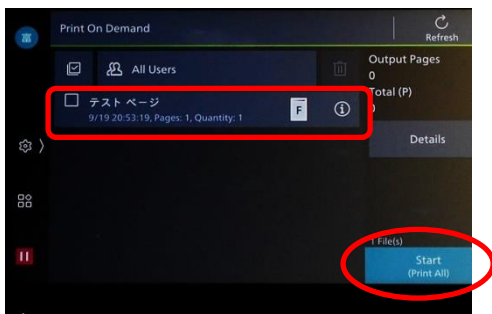 Print On Demand
Refresh
All Users
Output Pages
0
Total (P)
テスト ページ
9/19 20:53:19, Pages: 1, Quantity: 1
F
Details
1 File(s)
Start
(Print All)